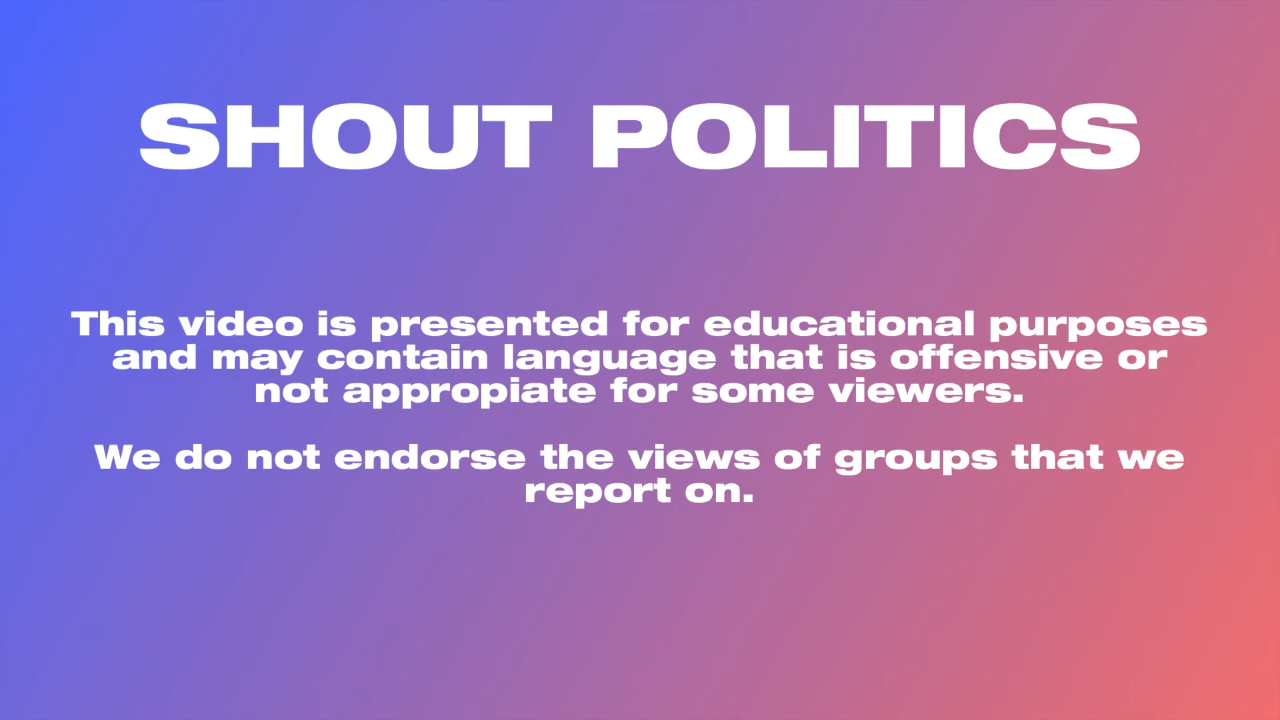 SHOUT POLITICS
This video is presented for educational purposes
and may contain language that is offensive or
not appropiate for some viewers.
We do not endorse the views of groups that we
report on.